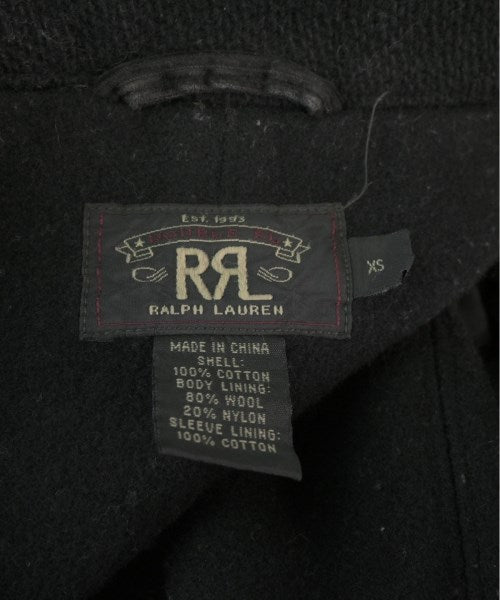 EST. 1993
RRL
RALPH LAUREN
XS
MADE IN CHINA
SHELL:
100% COTTON
BODY LINING:
80% WOOL
20% NYLON
SLEEVE LINING:
100% COTTON